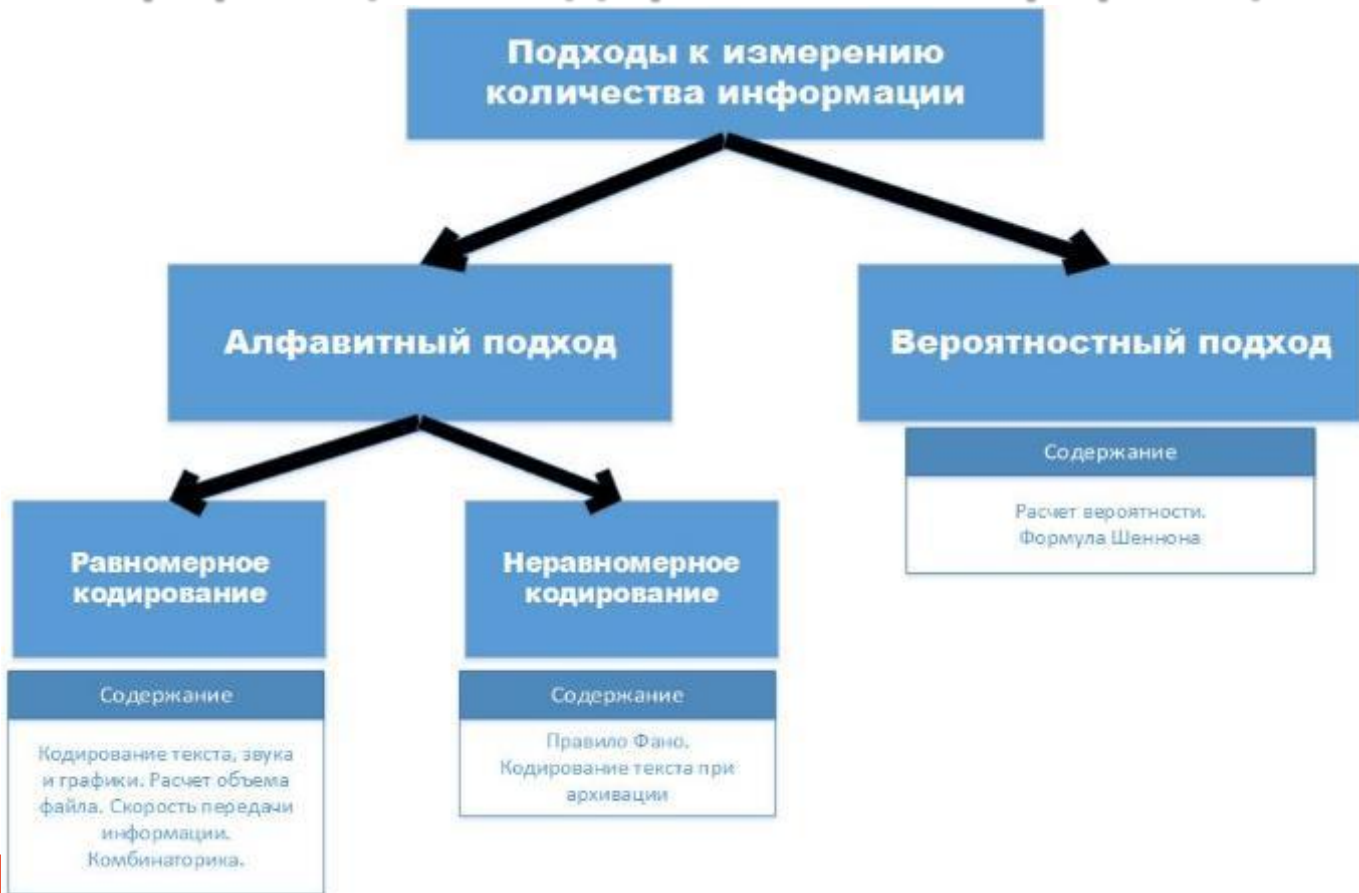 Подходы к измерению
количества информации
Алфавитный подход
Вероятностный подход
Содержание
Расчет вероятности.
Формула Шеннона
Равномерное
кодирование
Неравномерное
кодирование
Содержание
Кодирование текста, звука
и графики. Расчет объема
файла. Скорость передачи
информации.
Комбинаторика.
Содержание
Правило Фано.
Кодирование текста при
архивации